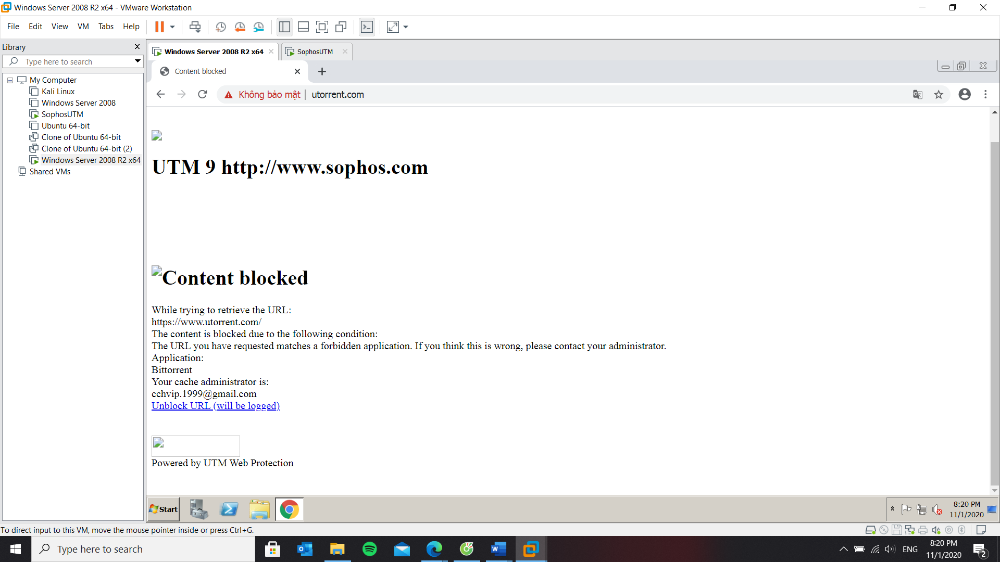 Windows Server 2008 R2 x64 - VMware Workstation
File Edit View VM Tabs Help
Library
Type here to search
My Computer
Kali Linux
Windows Server 2008
SophosUTM
Ubuntu 64-bit
Clone of Ubuntu 64-bit
Clone of Ubuntu 64-bit (2)
Windows Server 2008 R2 x64
Shared VMs
Windows Server 2008 R2 x64
SophosUTM
Content blocked
Không bảo mật
utorrent.com
UTM 9 http://www.sophos.com
Content blocked
While trying to retrieve the URL:
https://www.utorrent.com/
The content is blocked due to the following condition:
The URL you have requested matches a forbidden application. If you think this is wrong, please contact your administrator.
Application:
Bittorrent
Your cache administrator is:
cchvip.1999@gmail.com
Unblock URL (will be logged)
Powered by UTM Web Protection
Start
8:20 PM
11/1/2020
To direct input to this VM, move the mouse pointer inside or press Ctrl+G.
Type here to search
ENG
8:20 PM
11/1/2020
2